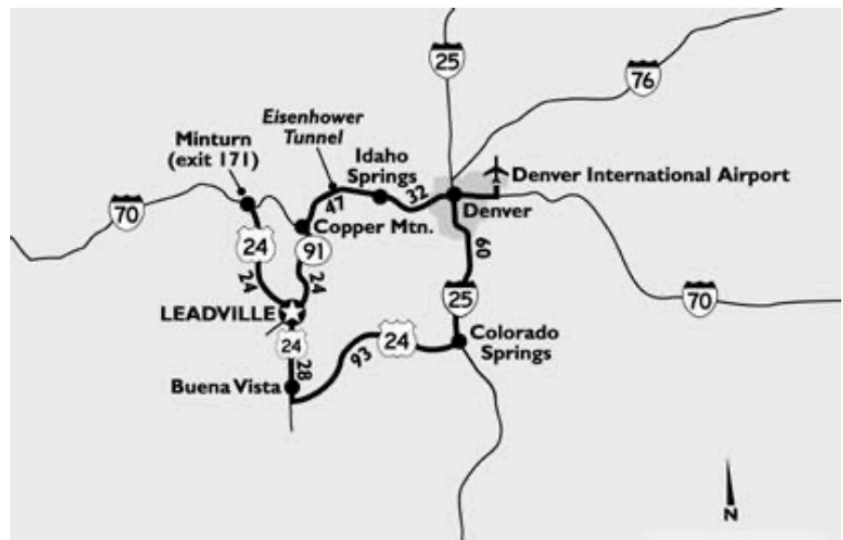 25
76
Eisenhower
Tunnel
Minturn
(exit 171)
Idaho
Springs
Denver International Airport
70
47
32
Denver
Copper Mtn.
24
91
60
24
24
70
25
LEADVILLE
24
24
Colorado
Springs
93
28
Buena Vista
N